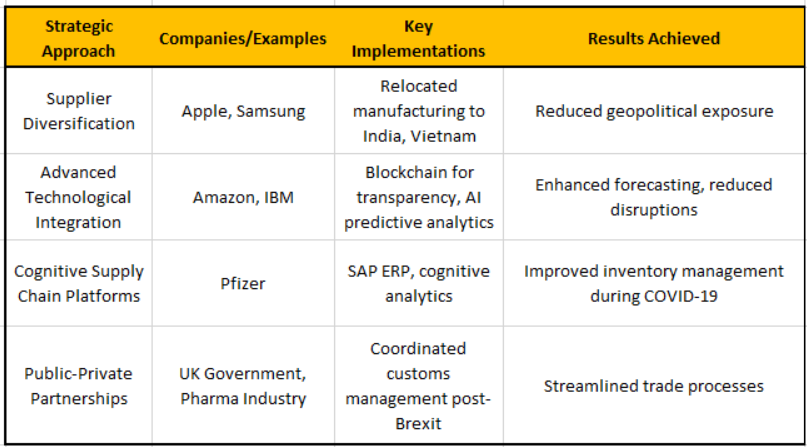 Strategic
Approach
Companies/Examples
Key
Implementations
Results Achieved
Supplier
Diversification
Apple, Samsung
Relocated
manufacturing to
India, Vietnam
Reduced geopolitical exposure
Advanced
Technological
Integration
Amazon, IBM
Blockchain for
transparency, AI
predictive analytics
Enhanced forecasting, reduced
disruptions
Cognitive Supply
Chain Platforms
Pfizer
SAP ERP, cognitive
analytics
Improved inventory management
during COVID-19
Public-Private
Partnerships
UK Government,
Pharma Industry
Coordinated
customs
management post-
Brexit
Streamlined trade processes